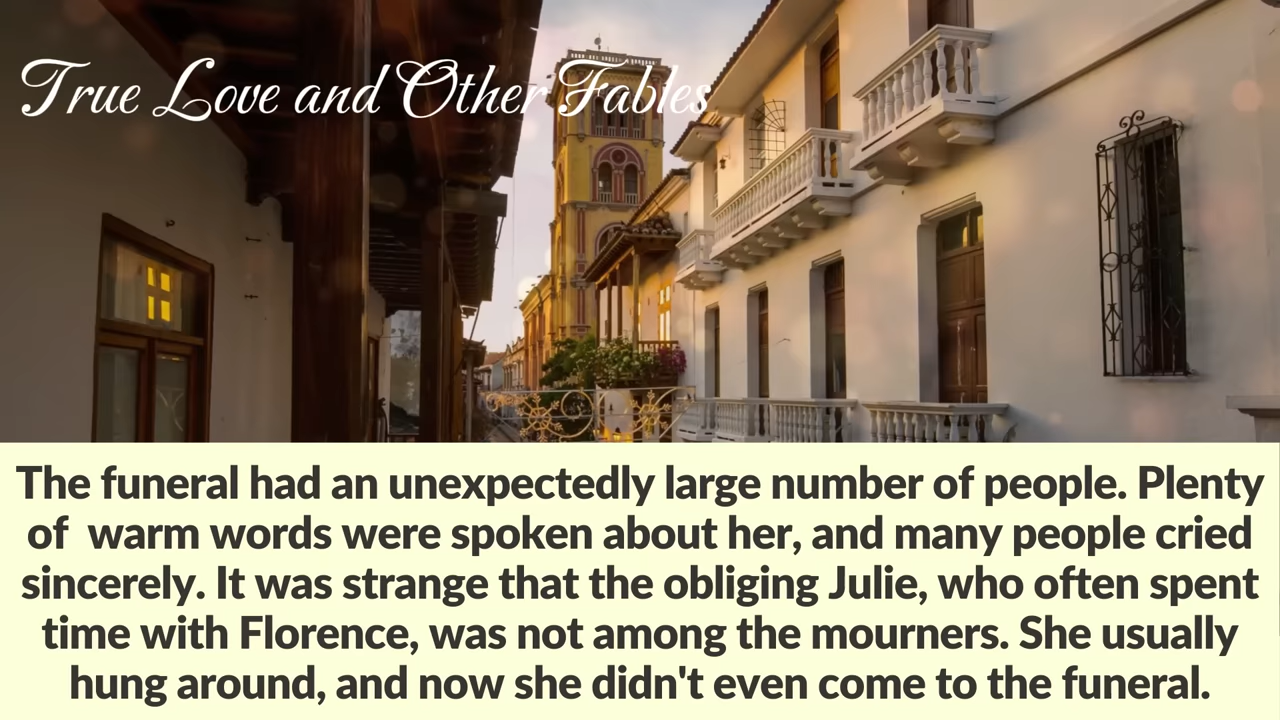 True Love and Other Fables
The funeral had an unexpectedly large number of people. Plenty
of  warm words were spoken about her, and many people cried
sincerely. It was strange that the obliging Julie, who often spent
time with Florence, was not among the mourners. She usually
hung around, and now she didn't even come to the funeral.